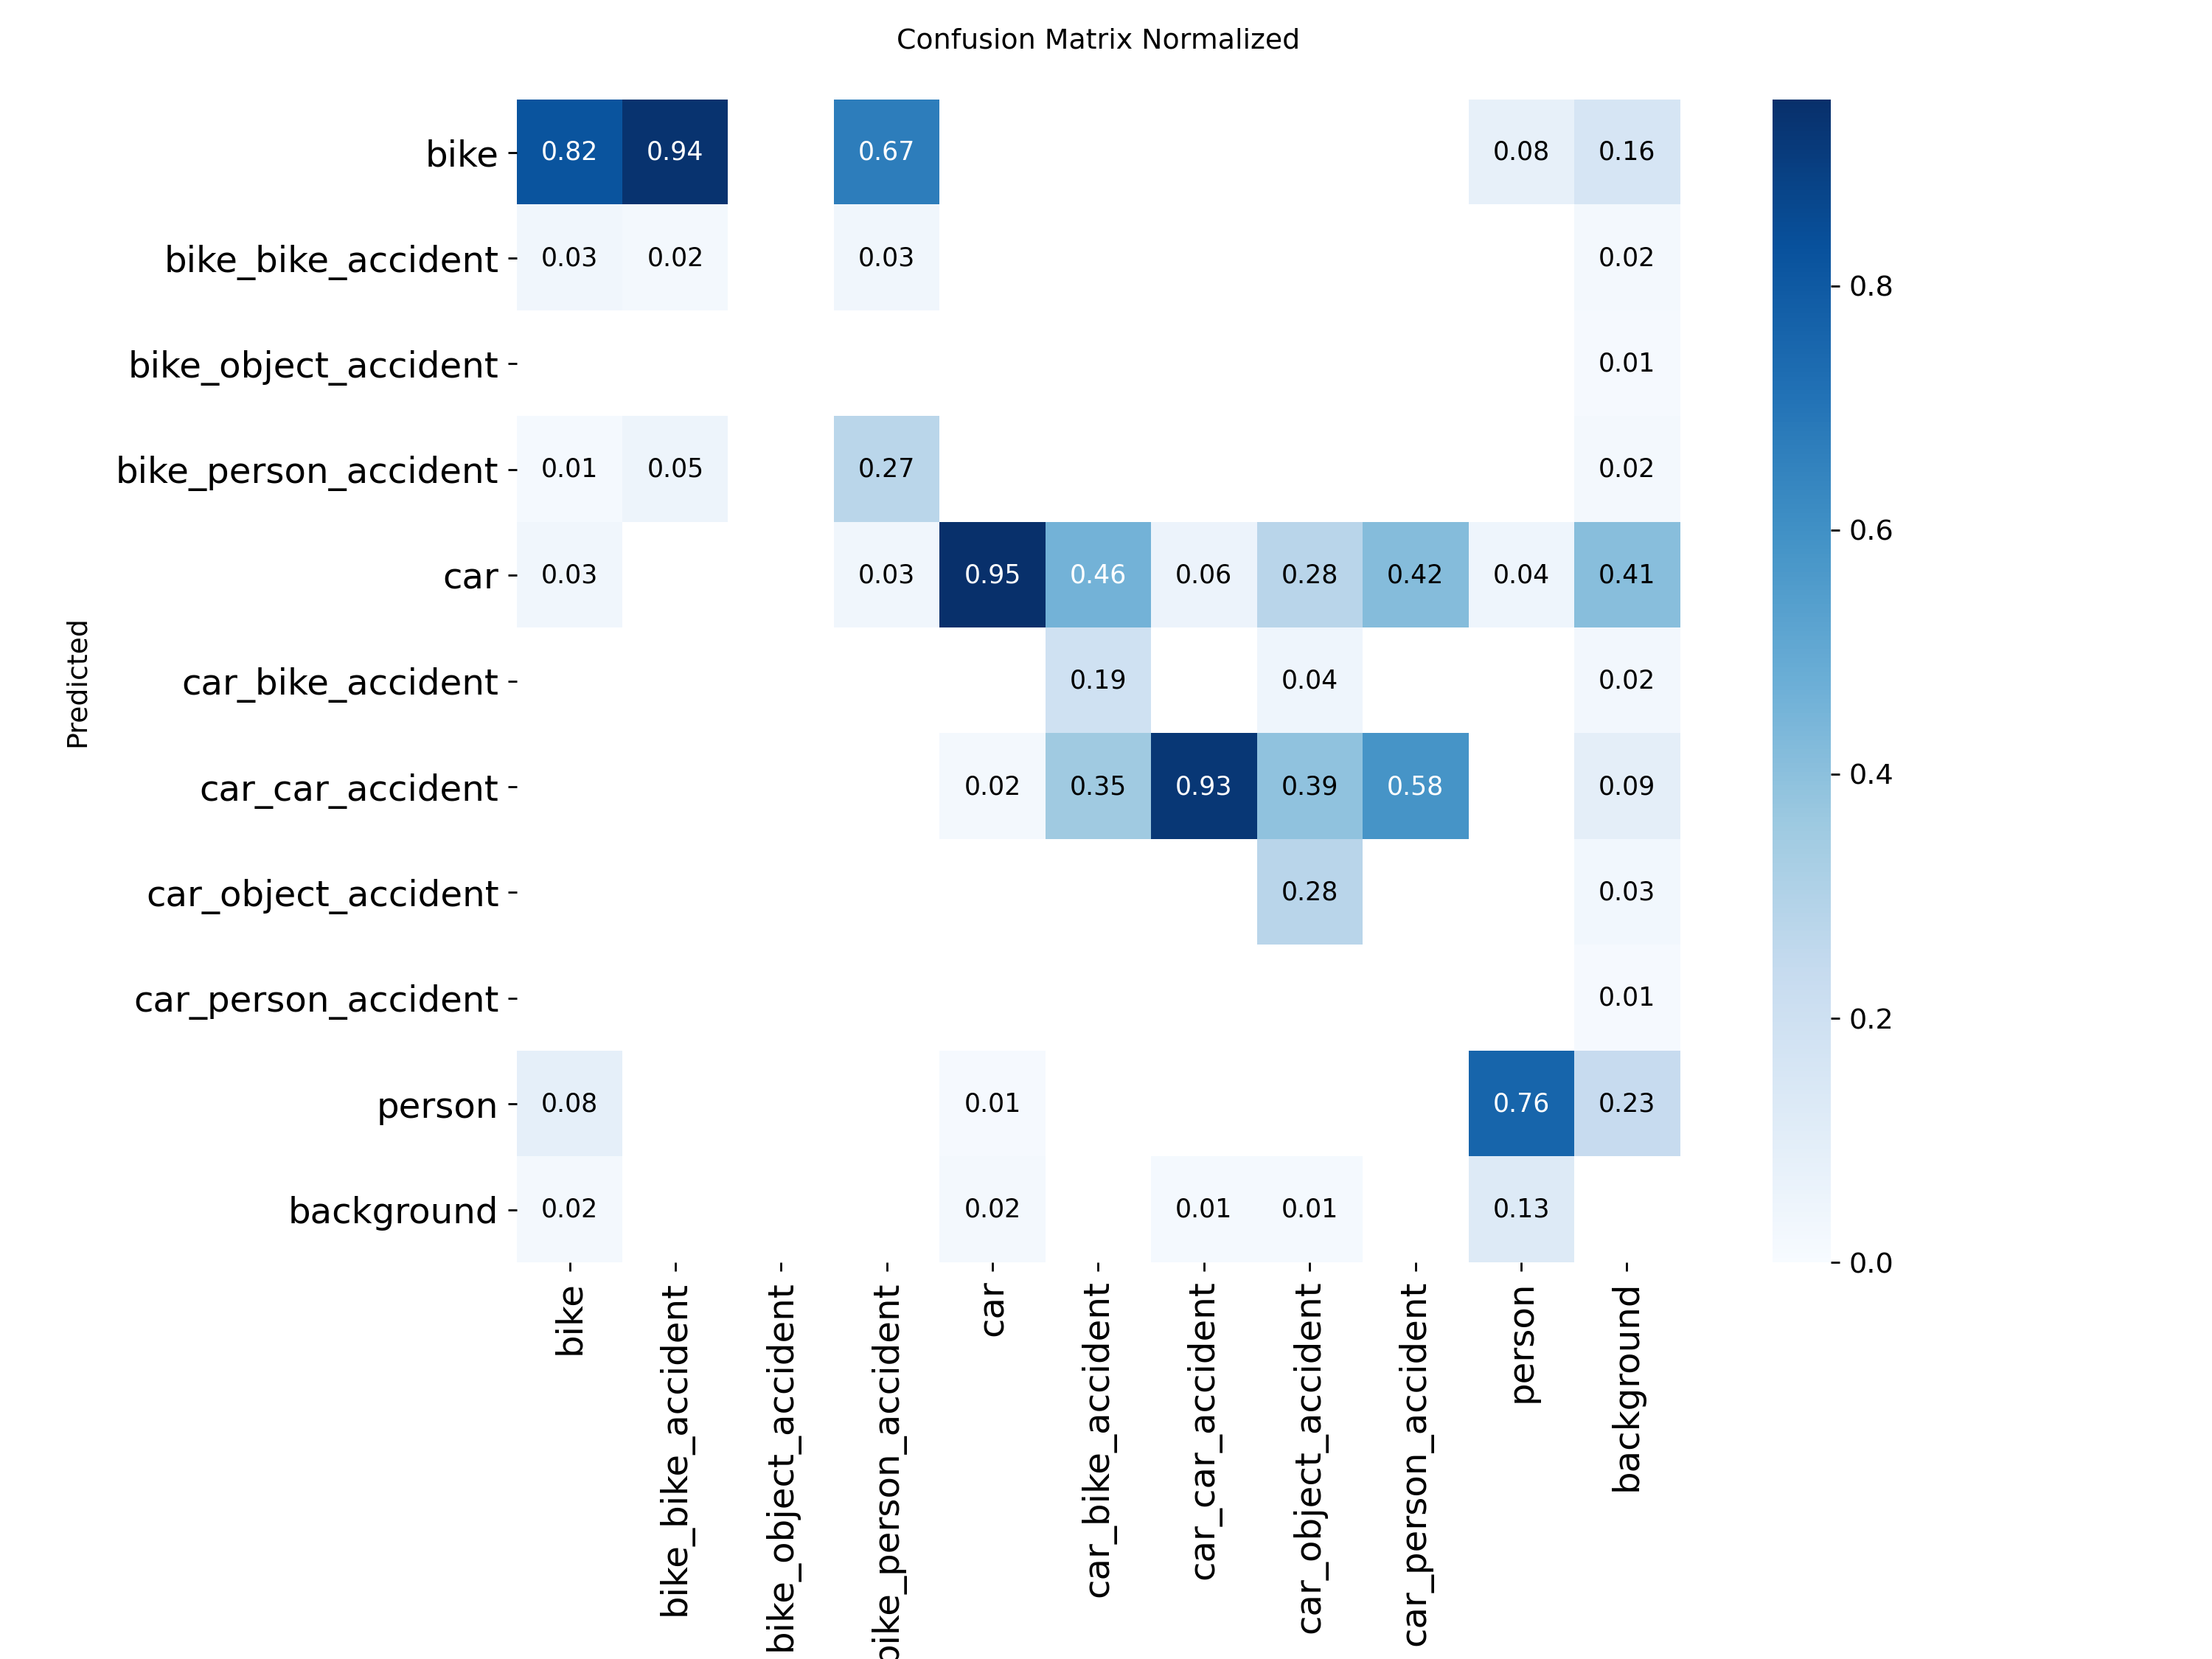 Confusion Matrix Normalized
bike 0.82 0.94 0.67 0.08 0.16
bike_bike_accident 0.03 0.02 0.03 0.02
bike_object_accident 0.01
bike_person_accident 0.01 0.05 0.27 0.02
car 0.03 0.03 0.95 0.46 0.06 0.28 0.42 0.04 0.41
car_bike_accident 0.19 0.04 0.02
car_car_accident 0.02 0.35 0.93 0.39 0.58 0.09
car_object_accident 0.28 0.03
car_person_accident 0.01
person 0.08 0.01 0.76 0.23
background 0.02 0.02 0.01 0.01 0.13
Predicted
bike
bike_bike_accident
bike_object_accident
bike_person_accident
car
car_bike_accident
car_car_accident
car_object_accident
car_person_accident
person
background
0.8
0.6
0.4
0.2
0.0